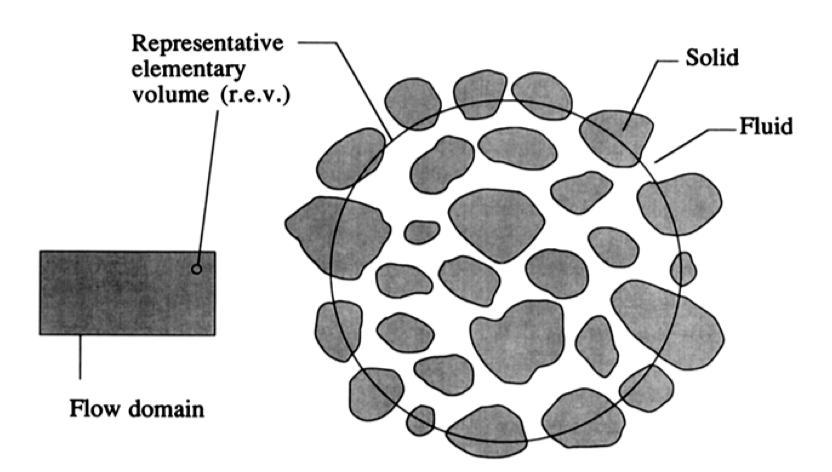 Representative
elementary
volume (r.e.v.)
Solid
Fluid
Flow domain